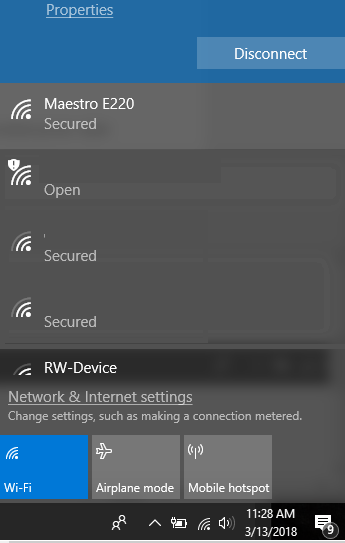 Properties
Disconnect
Maestro E220
Secured
Open
Secured
Secured
RW-Device
Network & Internet settings
Change settings, such as making a connection metered.
Wi-Fi
Airplane mode
Mobile hotspot
11:28 AM
3/13/2018
9